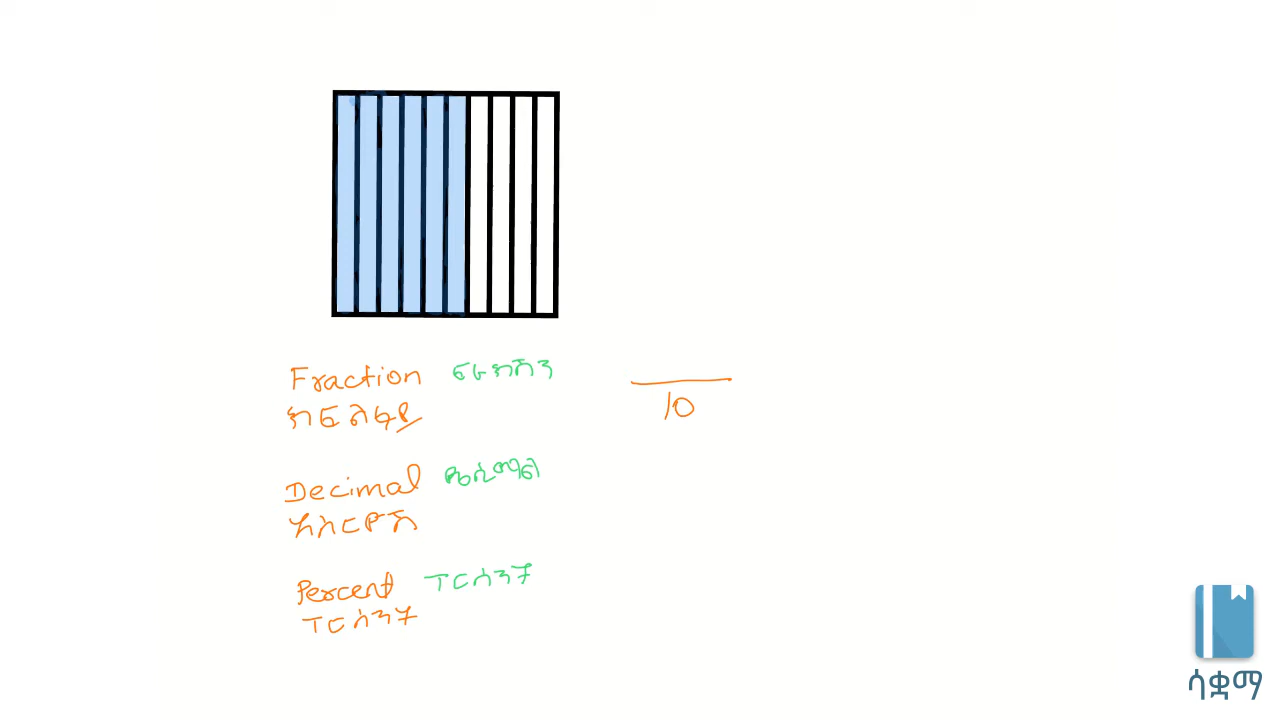 Fraction ፍራክሽን
ክፍልፋይ
10
Decimal ዴሲማል
አስርዮሽ
Percent ፐርሰንት
ፐርሰንት
ሳቋማ